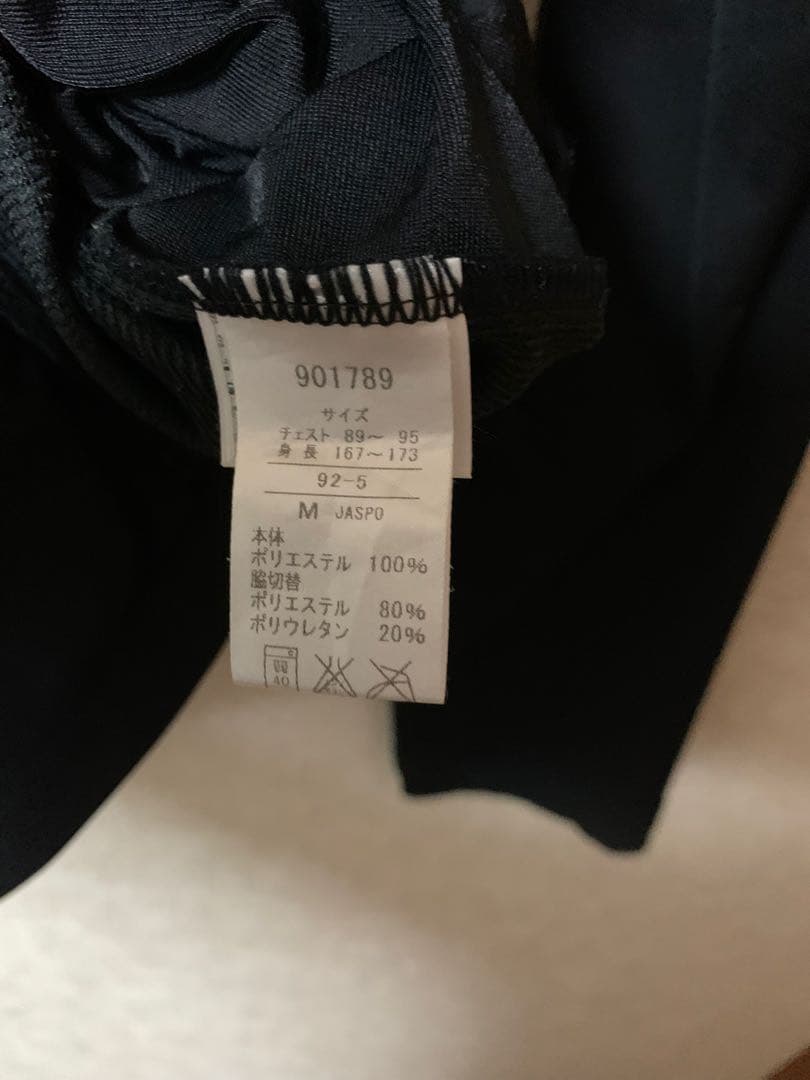 901789
サイズ
チェスト 89～ 95
身 長 167～173
92-5
M JASPO
本体
ポリエステル 100%
脇切替
ポリエステル 80%
ポリウレタン 20%
40